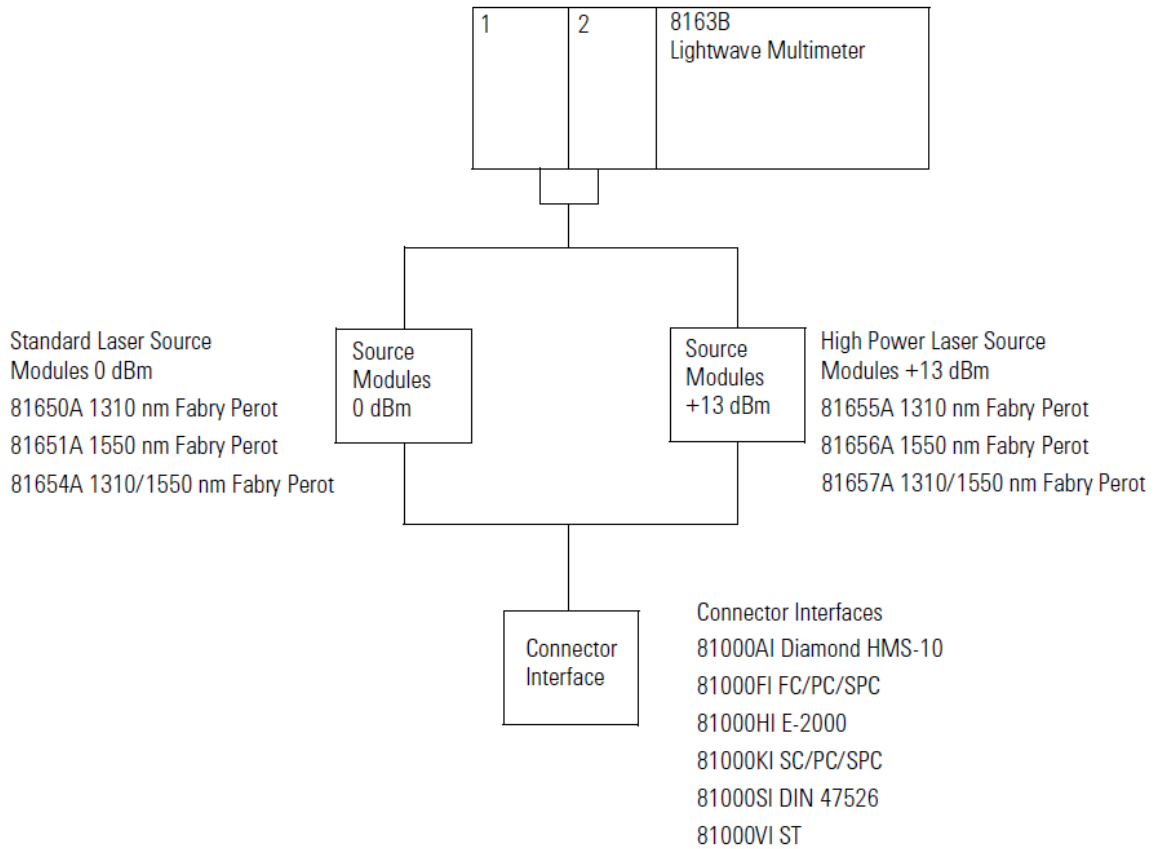 1
2
8163B
Lightwave Multimeter
Standard Laser Source
Modules 0 dBm
81650A 1310 nm Fabry Perot
81651A 1550 nm Fabry Perot
81654A 1310/1550 nm Fabry Perot
Source
Modules
0 dBm
Source
Modules
+13 dBm
High Power Laser Source
Modules +13 dBm
81655A 1310 nm Fabry Perot
81656A 1550 nm Fabry Perot
81657A 1310/1550 nm Fabry Perot
Connector
Interface
Connector Interfaces
81000AI Diamond HMS-10
81000FI FC/PC/SPC
81000HI E-2000
81000KI SC/PC/SPC
81000SI DIN 47526
81000VI ST